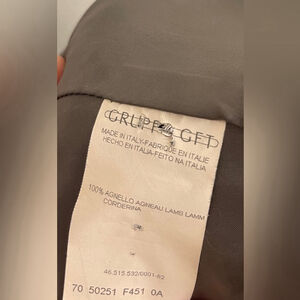 GRUPPO GFT
MADE IN ITALY-FABRIQUE EN ITALIE
HECHO EN ITALIA-FEITO NA ITALIA
100% AGNELLO AGNEAU LAMB LAMM
CORDERINA
46.515.532/0001-62
70 50251 F451 0A